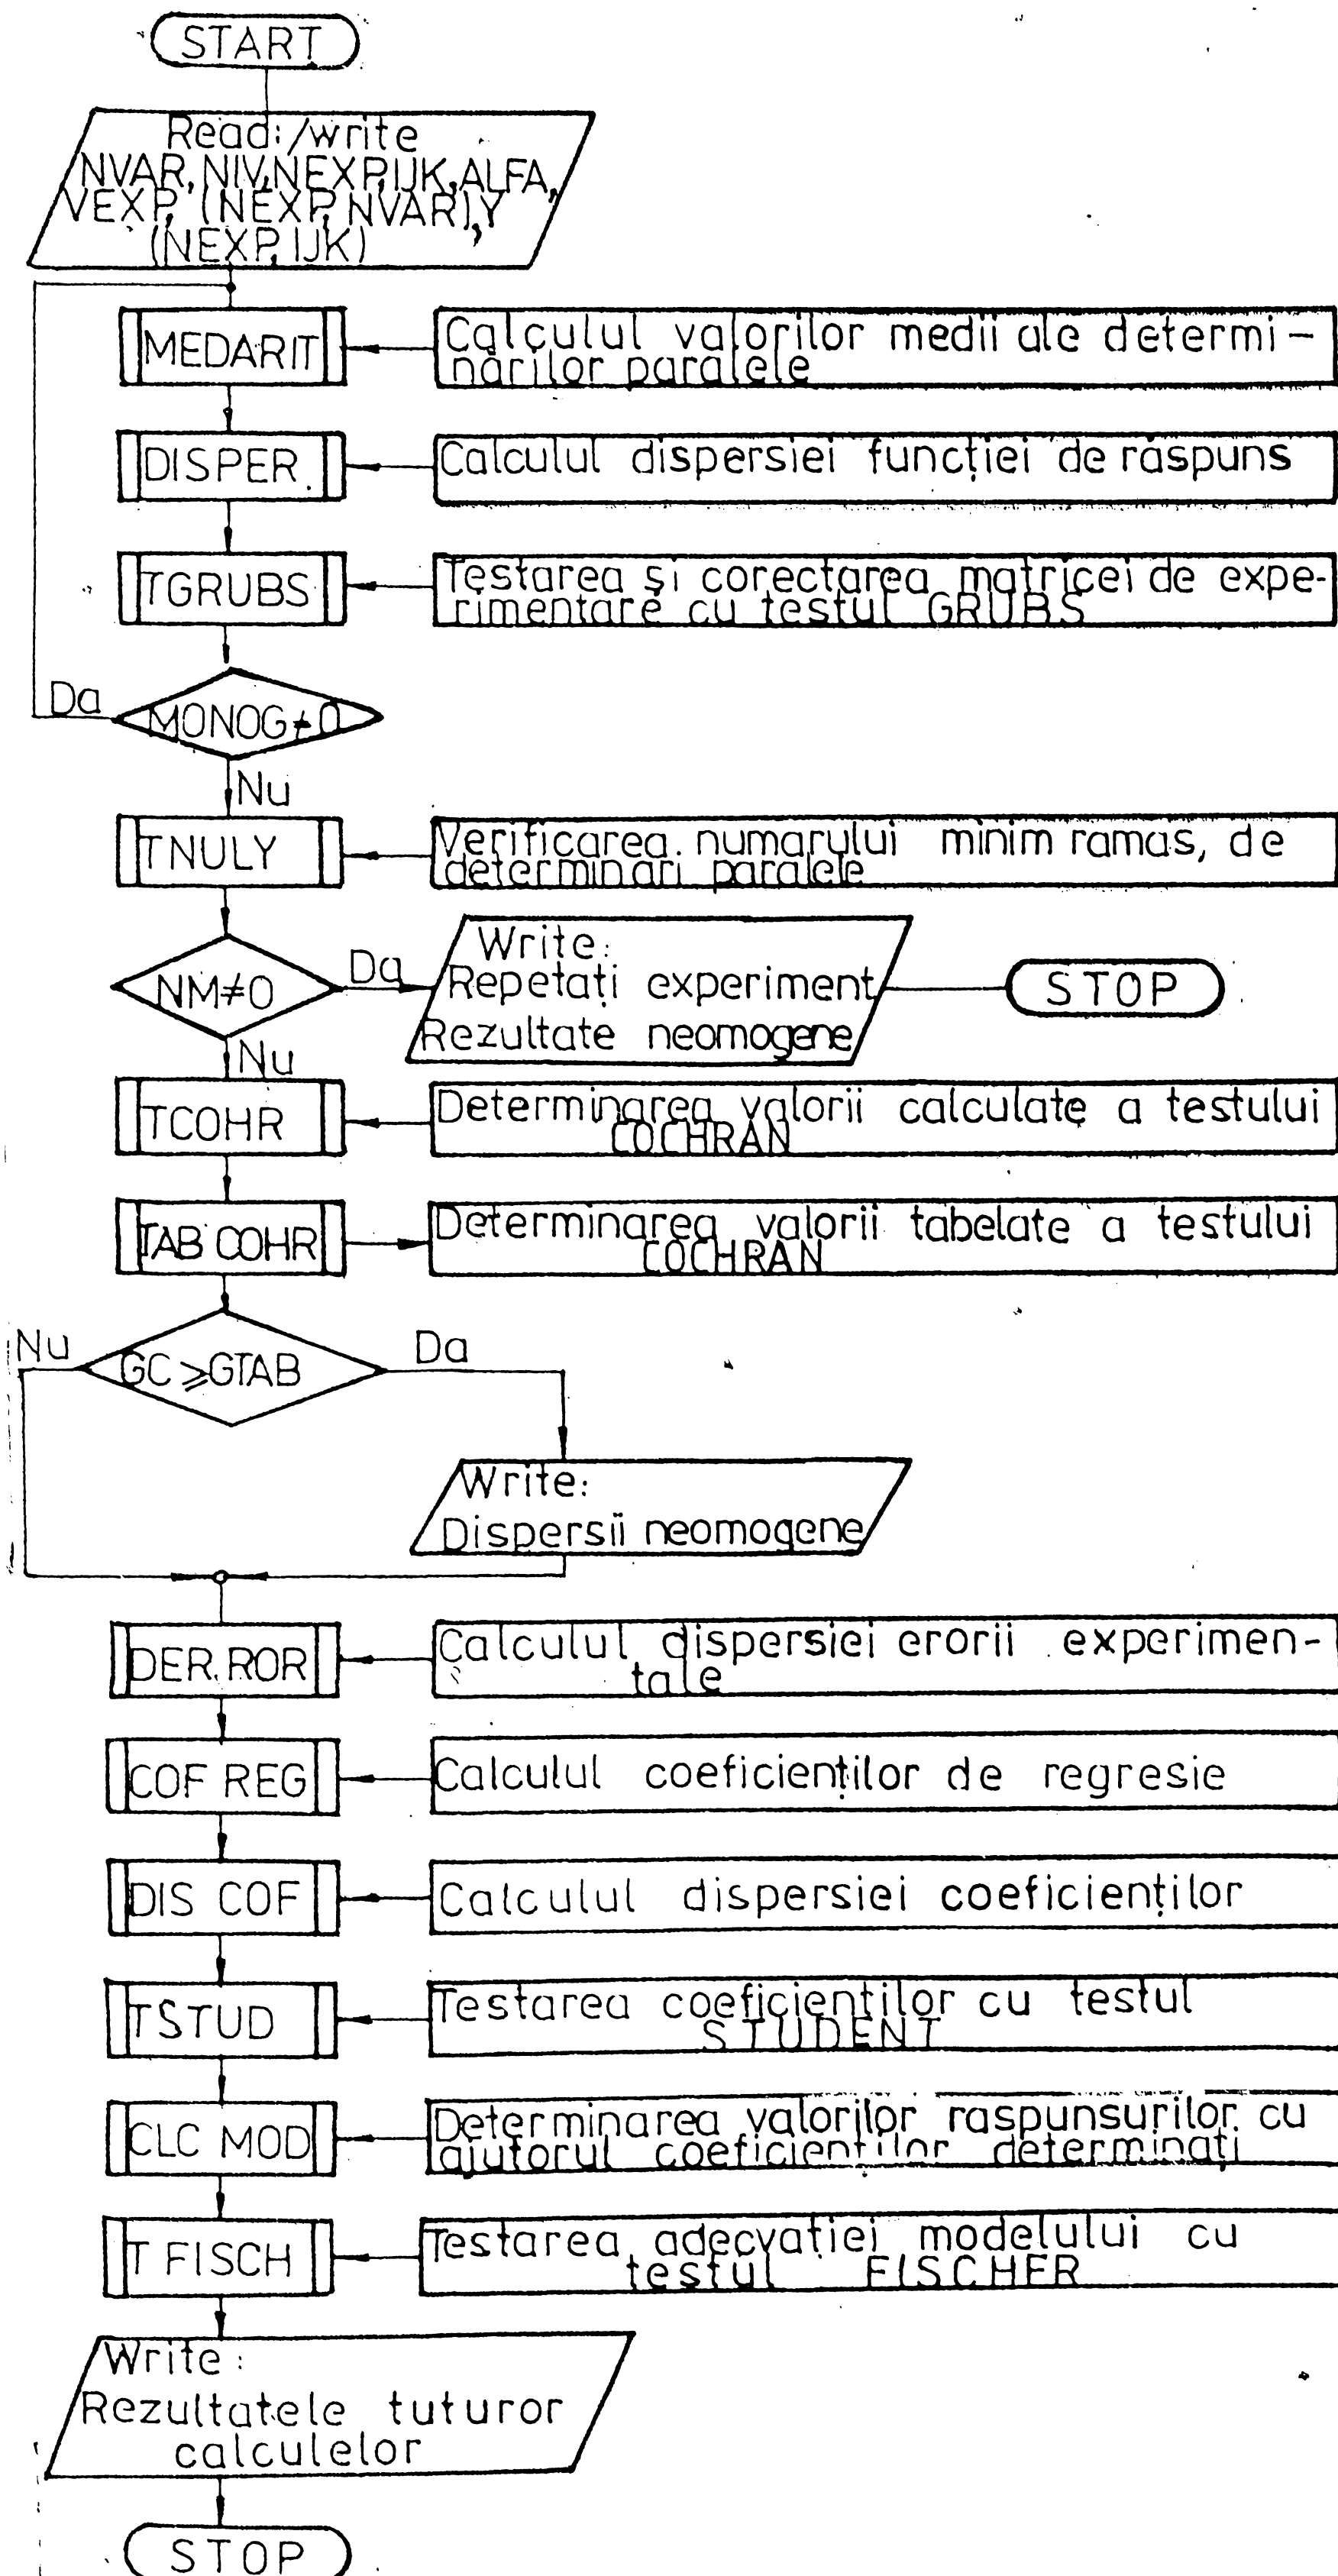 START
Read:/write
NVAR, NIV, NEXP, IJK, ALFA,
VEXP, (NEXP, NVAR), Y
(NEXP, IJK)
MEDARIT
Calculul valorilor medii ale determi-
nărilor paralele
DISPER.
Calculul dispersiei funcției de răspuns
TGRUBS
Testarea și corectarea matricei de expe-
rimentare cu testul GRUBS
Da
MONOG≠0
Nu
TNULY
Verificarea numarului minim ramas, de
determinari paralele
NM≠0
Da
Write:
Repetați experiment
Rezultate neomogene
STOP
Nu
TCOHR
Determinarea valorii calculate a testului
COCHRAN
TAB COHR
Determinarea valorii tabelate a testului
COCHRAN
Nu
GC ⩾ GTAB
Da
Write:
Dispersii neomogene
DER.ROR
Calculul dispersiei erorii experimen-
tale
COF REG
Calculul coeficienților de regresie
DIS COF
Calculul dispersiei coeficienților
TSTUD
Testarea coeficienților cu testul
STUDENT
CLC MOD
Determinarea valorilor raspunsurilor cu
ajutorul coeficienților determinați
T FISCH
Testarea adecvației modelului cu
testul FISCHER
Write:
Rezultatele tuturor
calculelor
STOP